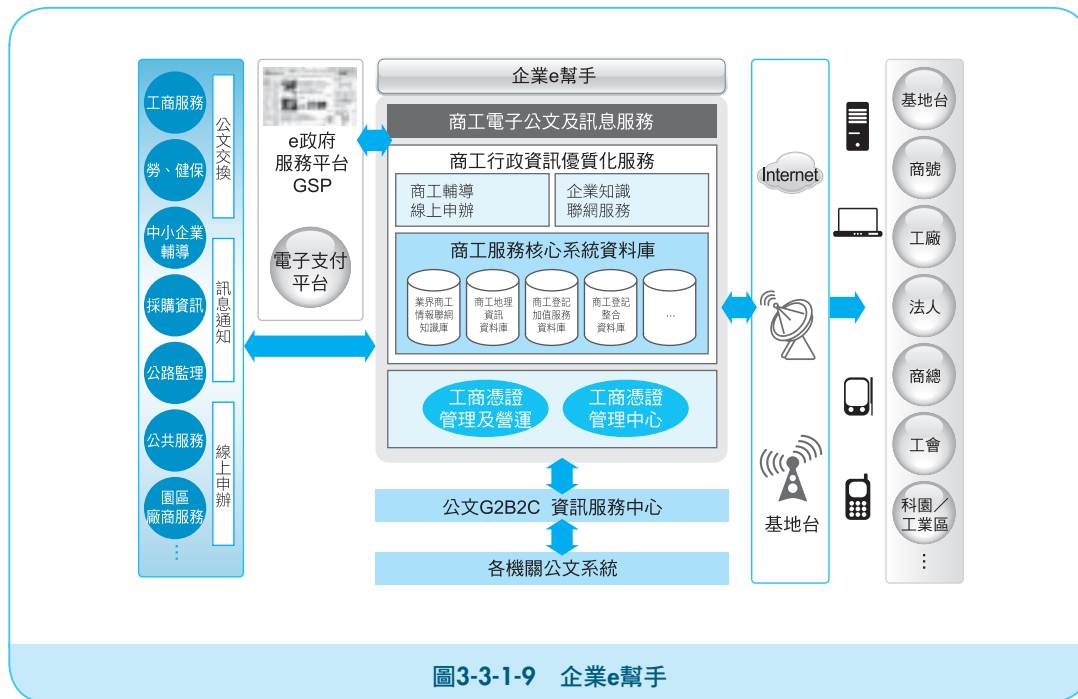 工商服務
勞、健保
中小企業
輔導
採購資訊
公路監理
公共服務
園區
廠商服務
⋮
公文交換
訊息通知
線上申辦
e政府
服務平台
GSP
電子支付
平台
企業e幫手
商工電子公文及訊息服務
商工行政資訊優質化服務
商工輔導
線上申辦
企業知識
聯網服務
商工服務核心系統資料庫
業界商工
情報聯網
知識庫
商工地理
資訊
資料庫
商工登記
加值服務
資料庫
商工登記
整合
資料庫
…
工商憑證
管理及營運
工商憑證
管理中心
公文G2B2C 資訊服務中心
各機關公文系統
Internet
基地台
基地台
商號
工廠
法人
商總
工會
科園／
工業區
⋮
圖3-3-1-9 企業e幫手